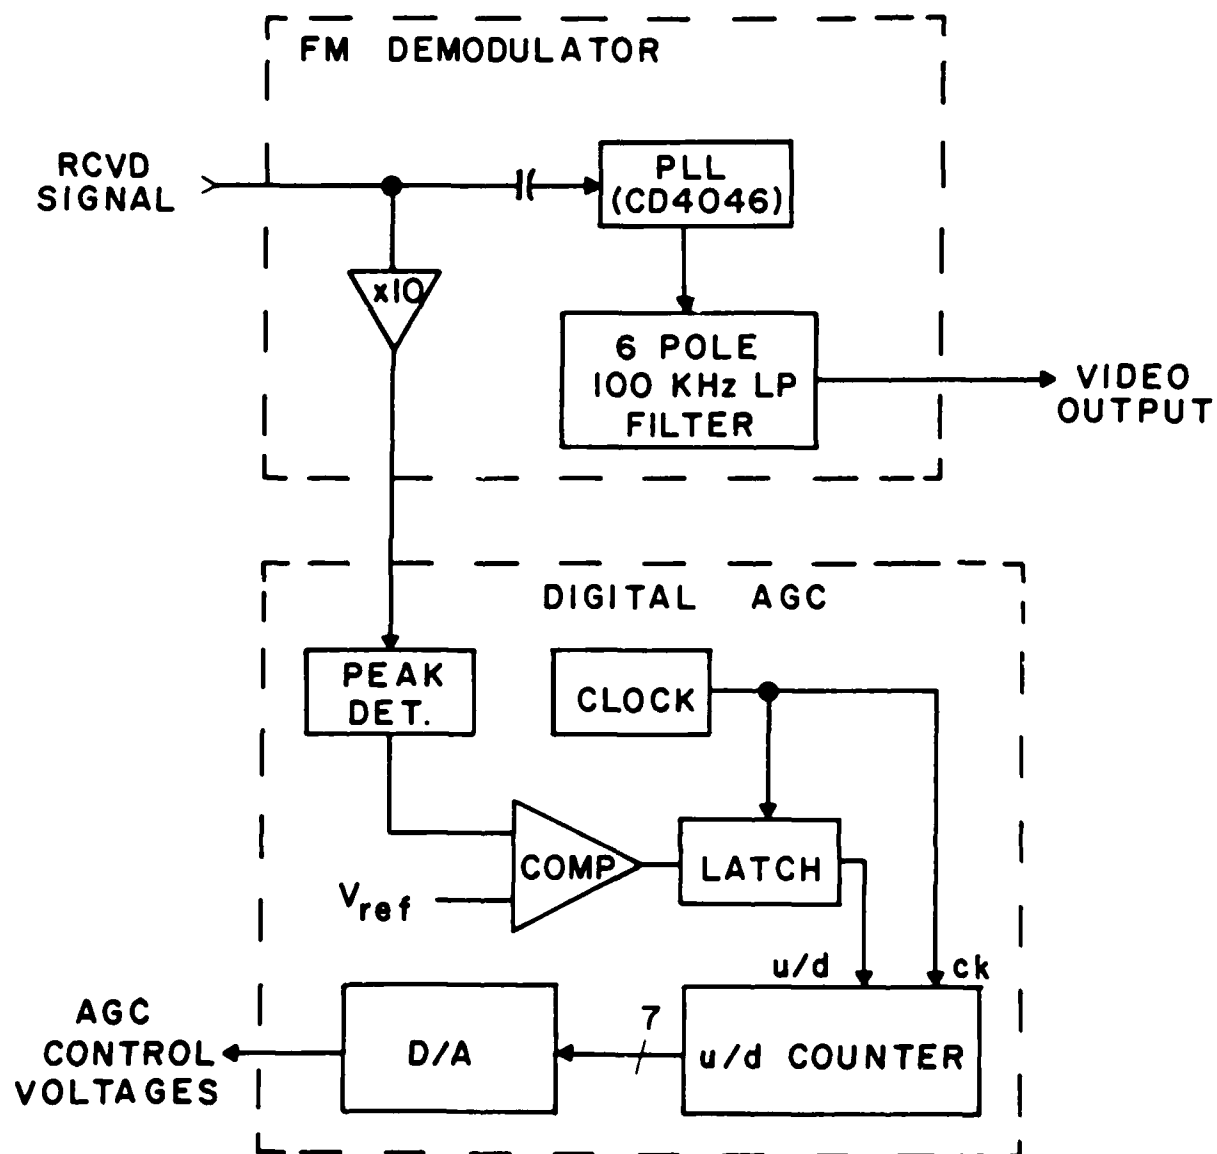 FM DEMODULATOR
RCVD
SIGNAL
PLL
(CD4046)
x10
6 POLE
100 KHz LP
FILTER
VIDEO
OUTPUT
DIGITAL AGC
PEAK
DET.
CLOCK
COMP
LATCH
Vref
u/d
ck
AGC
CONTROL
VOLTAGES
D/A
7
u/d COUNTER